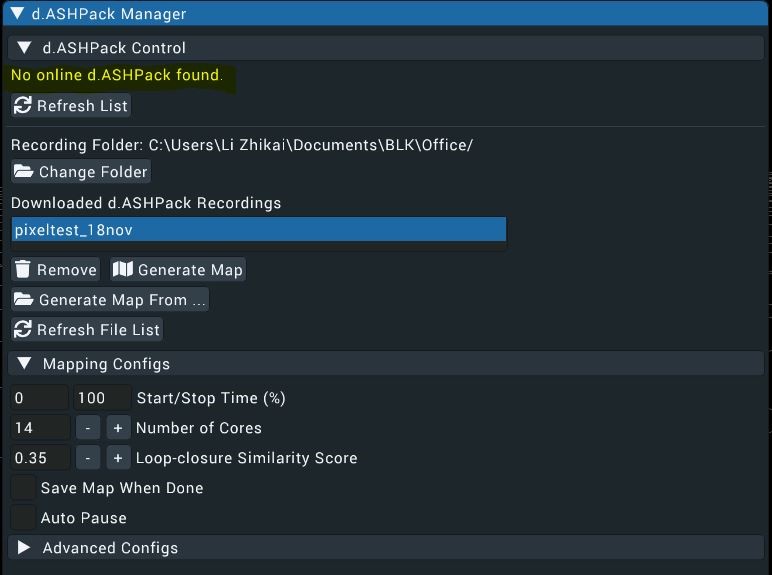 d.ASHPack Manager
d.ASHPack Control
No online d.ASHPack found.
Refresh List
Recording Folder: C:\Users\Li Zhikai\Documents\BLK\Office/
Change Folder
Downloaded d.ASHPack Recordings
pixeltest_18nov
Remove Generate Map
Generate Map From ...
Refresh File List
Mapping Configs
0 100 Start/Stop Time (%)
14 - + Number of Cores
0.35 - + Loop-closure Similarity Score
Save Map When Done
Auto Pause
Advanced Configs